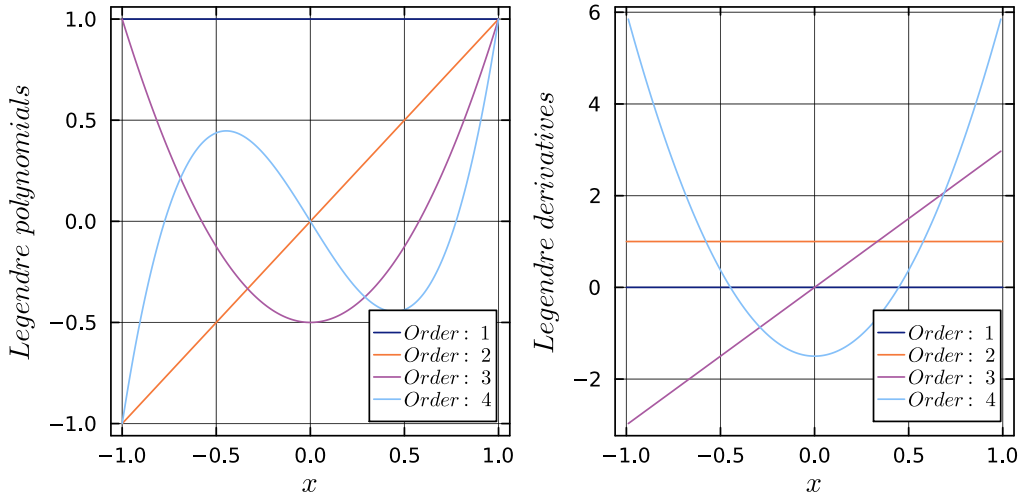 Legendre polynomials
1.0
0.5
0.0
−0.5
−1.0
−1.0 −0.5 0.0 0.5 1.0
x
Order: 1
Order: 2
Order: 3
Order: 4
Legendre derivatives
6
4
2
0
−2
−1.0 −0.5 0.0 0.5 1.0
x
Order: 1
Order: 2
Order: 3
Order: 4